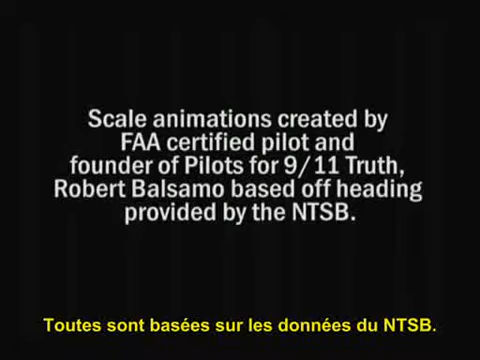 Scale animations created by
FAA certified pilot and
founder of Pilots for 9/11 Truth,
Robert Balsamo based off heading
provided by the NTSB.
Toutes sont basées sur les données du NTSB.